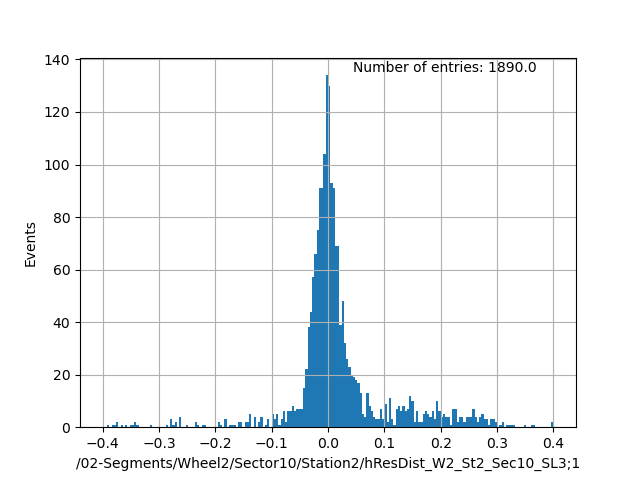 Number of entries: 1890.0
140
120
100
80
60
40
20
0
Events
−0.4 −0.3 −0.2 −0.1 0.0 0.1 0.2 0.3 0.4
/02-Segments/Wheel2/Sector10/Station2/hResDist_W2_St2_Sec10_SL3;1